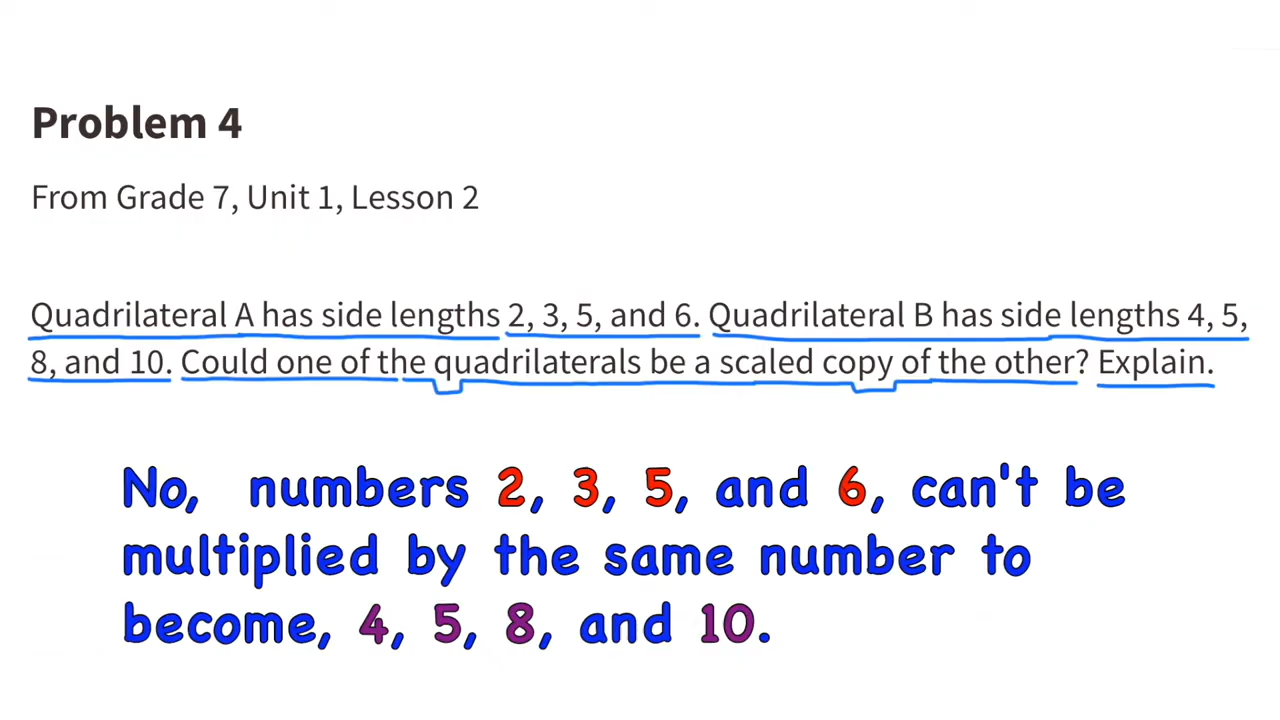 Problem 4
From Grade 7, Unit 1, Lesson 2
Quadrilateral A has side lengths 2, 3, 5, and 6. Quadrilateral B has side lengths 4, 5,
8, and 10. Could one of the quadrilaterals be a scaled copy of the other? Explain.
No, numbers 2, 3, 5, and 6, can't be
multiplied by the same number to
become, 4, 5, 8, and 10.